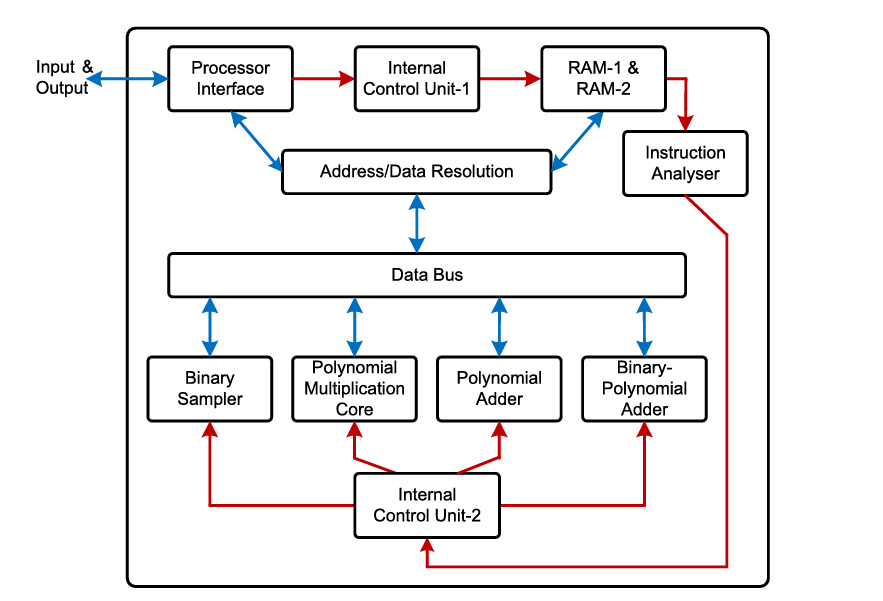 Input &
Output
Processor
Interface
Internal
Control Unit-1
RAM-1 &
RAM-2
Instruction
Analyser
Address/Data Resolution
Data Bus
Binary
Sampler
Polynomial
Multiplication
Core
Polynomial
Adder
Binary-
Polynomial
Adder
Internal
Control Unit-2